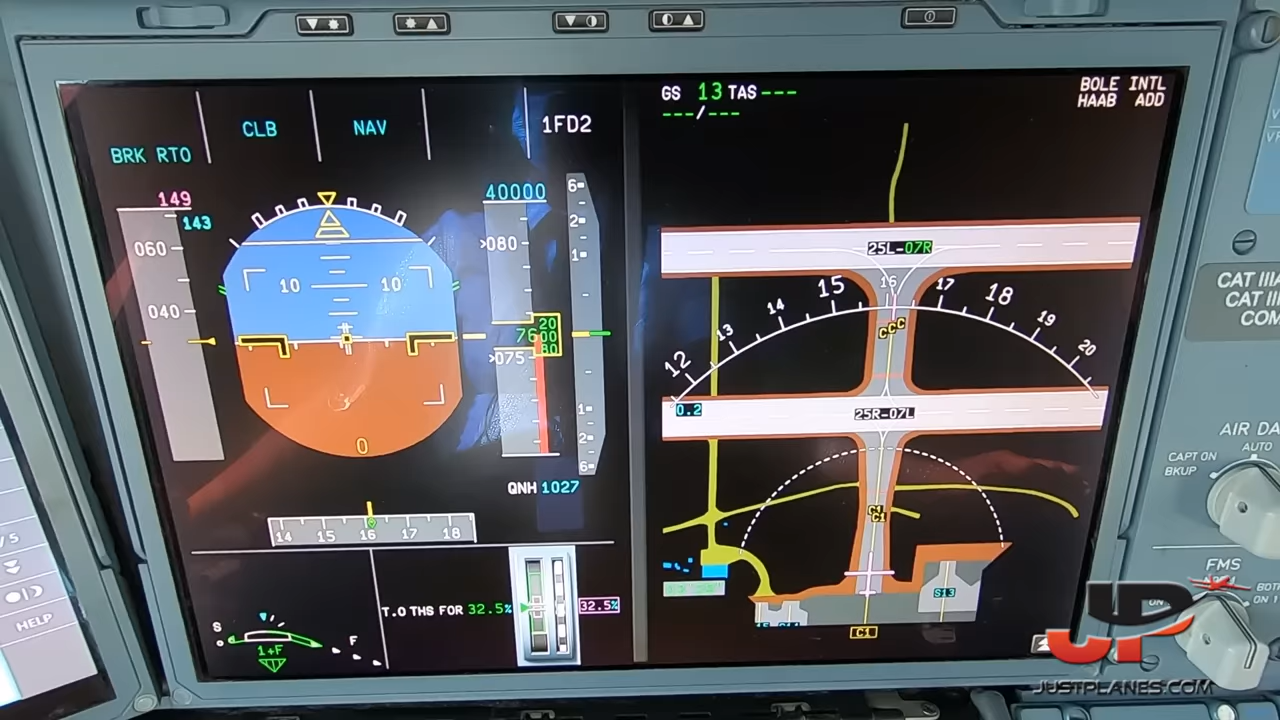 GS 13 TAS---
---/---
BOLE INTL
HAAB ADD
BRK RTO
CLB
NAV
1FD2
149
143
40000
060
040
080
7600
20
80
075
10 10
0
6
2
1
1
2
6
QNH 1027
14 15 16 17 18
T.O THS FOR 32.5%
32.5%
S
F
1+F
25L-07R
12 13 14 15 16 17 18 19 20
C
C
C
0.2
25R-07L
C1
C1
S13
C1
CAT III
CAT II
COM
AIR DA
AUTO
CAPT ON
BKUP
FMS
BOT
ON 1
HELP
JP
JUSTPLANES.COM